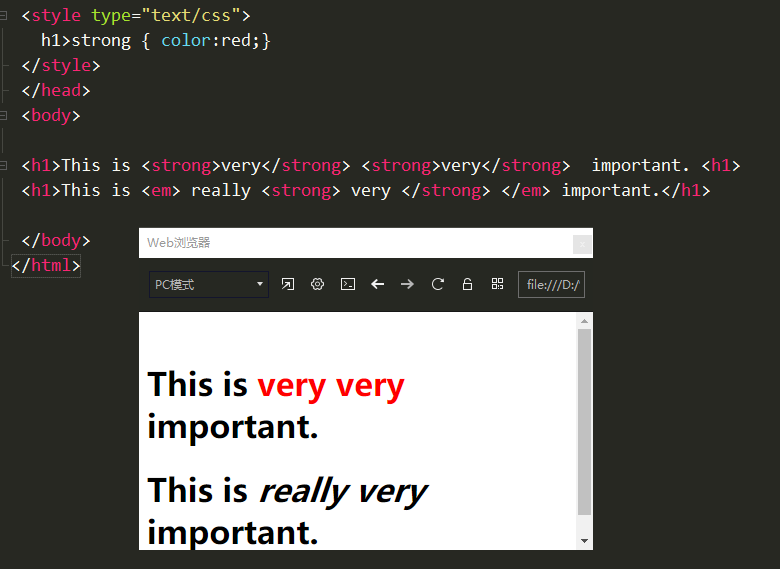 <style type="text/css">
h1>strong { color:red;}
</style>
</head>
<body>
<h1>This is <strong>very</strong> <strong>very</strong>  important. <h1>
<h1>This is <em> really <strong> very </strong> </em> important.</h1>
</body>
</html>
Web浏览器
PC模式
file:///D:/
This is very very
important.
This is really very
important.